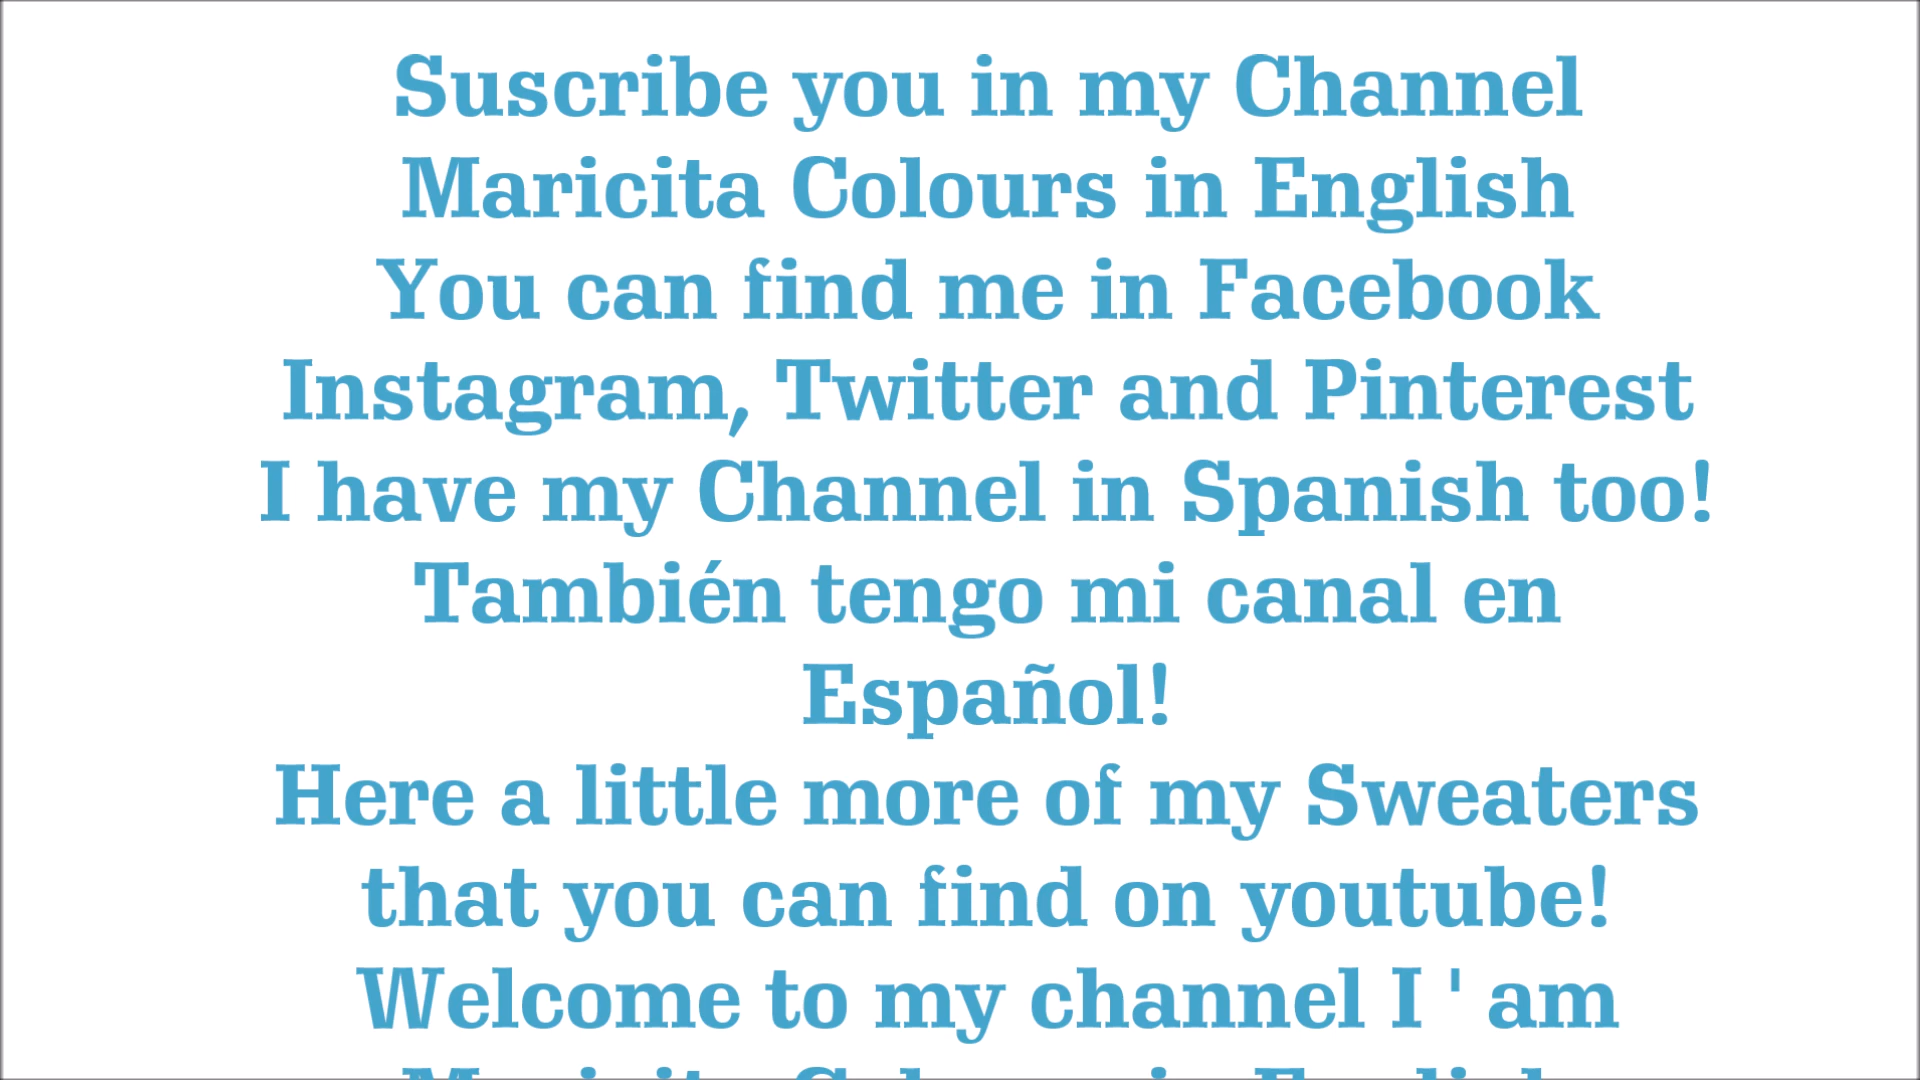 Suscribe you in my Channel
Maricita Colours in English
You can find me in Facebook
Instagram, Twitter and Pinterest
I have my Channel in Spanish too!
También tengo mi canal en
Español!
Here a little more of my Sweaters
that you can find on youtube!
Welcome to my channel I ' am